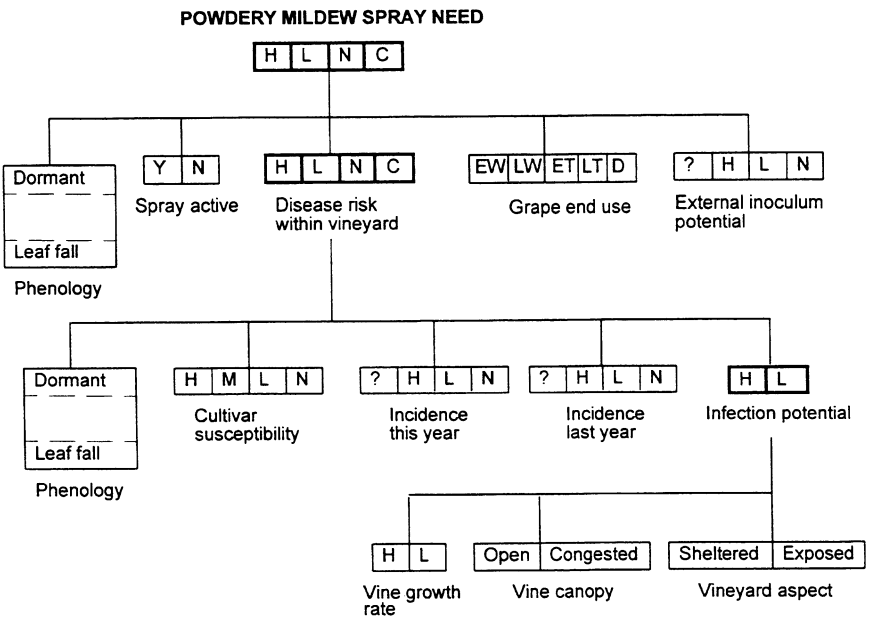 POWDERY MILDEW SPRAY NEED
H L N C
Dormant
Leaf fall
Phenology
Y N
Spray active
H L N C
Disease risk
within vineyard
EW LW ET LT D
Grape end use
? H L N
External inoculum
potential
Dormant
Leaf fall
Phenology
H M L N
Cultivar
susceptibility
? H L N
Incidence
this year
? H L N
Incidence
last year
H L
Infection potential
H L
Vine growth
rate
Open Congested
Vine canopy
Sheltered Exposed
Vineyard aspect